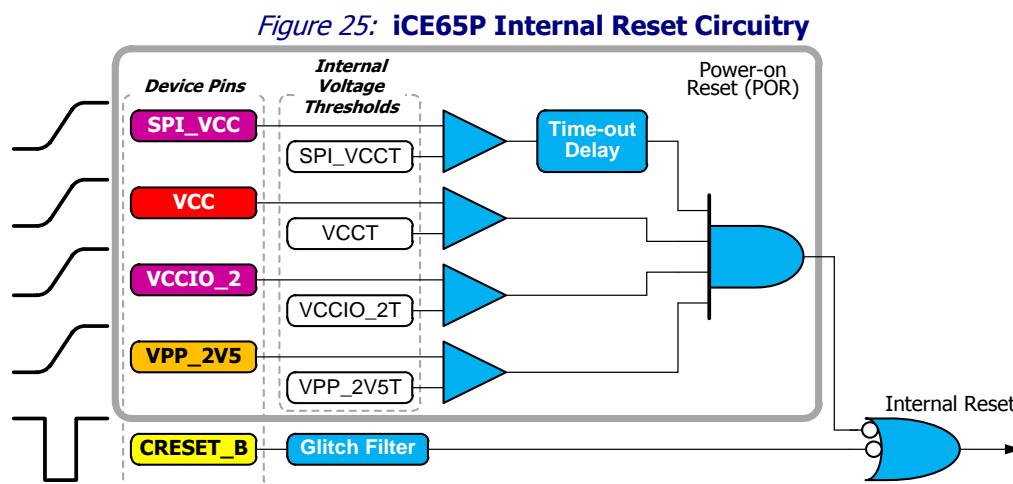 Figure 25: iCE65P Internal Reset Circuitry
Device Pins
Internal
Voltage
Thresholds
Power-on
Reset (POR)
SPI_VCC
SPI_VCCT
Time-out
Delay
VCC
VCCT
VCCIO_2
VCCIO_2T
VPP_2V5
VPP_2V5T
CRESET_B
Glitch Filter
Internal Reset